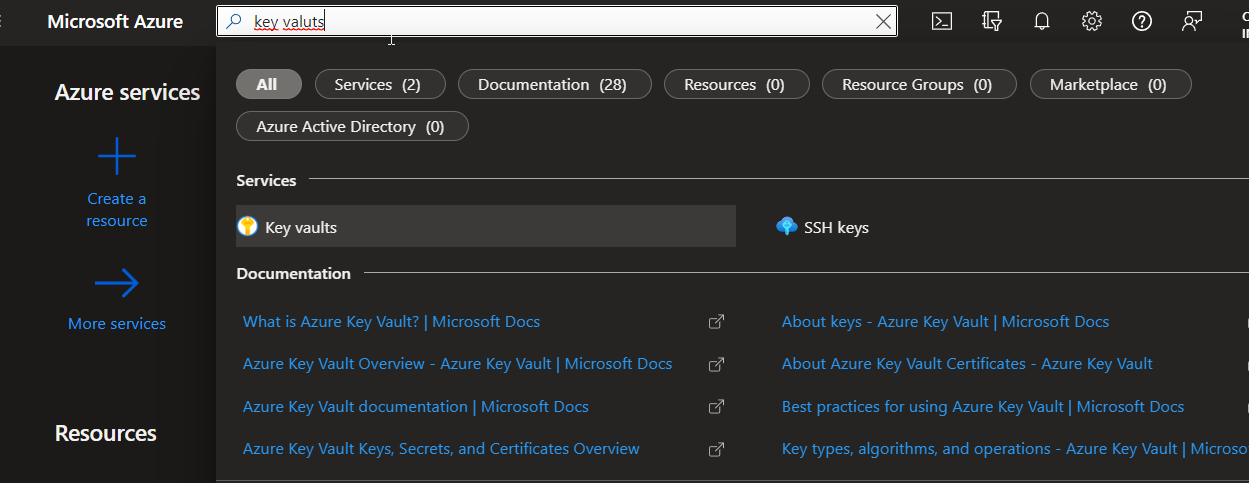 Microsoft Azure
key valuts
Azure services
Create a
resource
More services
Resources
All
Services (2)
Documentation (28)
Resources (0)
Resource Groups (0)
Marketplace (0)
Azure Active Directory (0)
Services
Key vaults
SSH keys
Documentation
What is Azure Key Vault? | Microsoft Docs
About keys - Azure Key Vault | Microsoft Docs
Azure Key Vault Overview - Azure Key Vault | Microsoft Docs
About Azure Key Vault Certificates - Azure Key Vault
Azure Key Vault documentation | Microsoft Docs
Best practices for using Azure Key Vault | Microsoft Docs
Azure Key Vault Keys, Secrets, and Certificates Overview
Key types, algorithms, and operations - Azure Key Vault | Microso